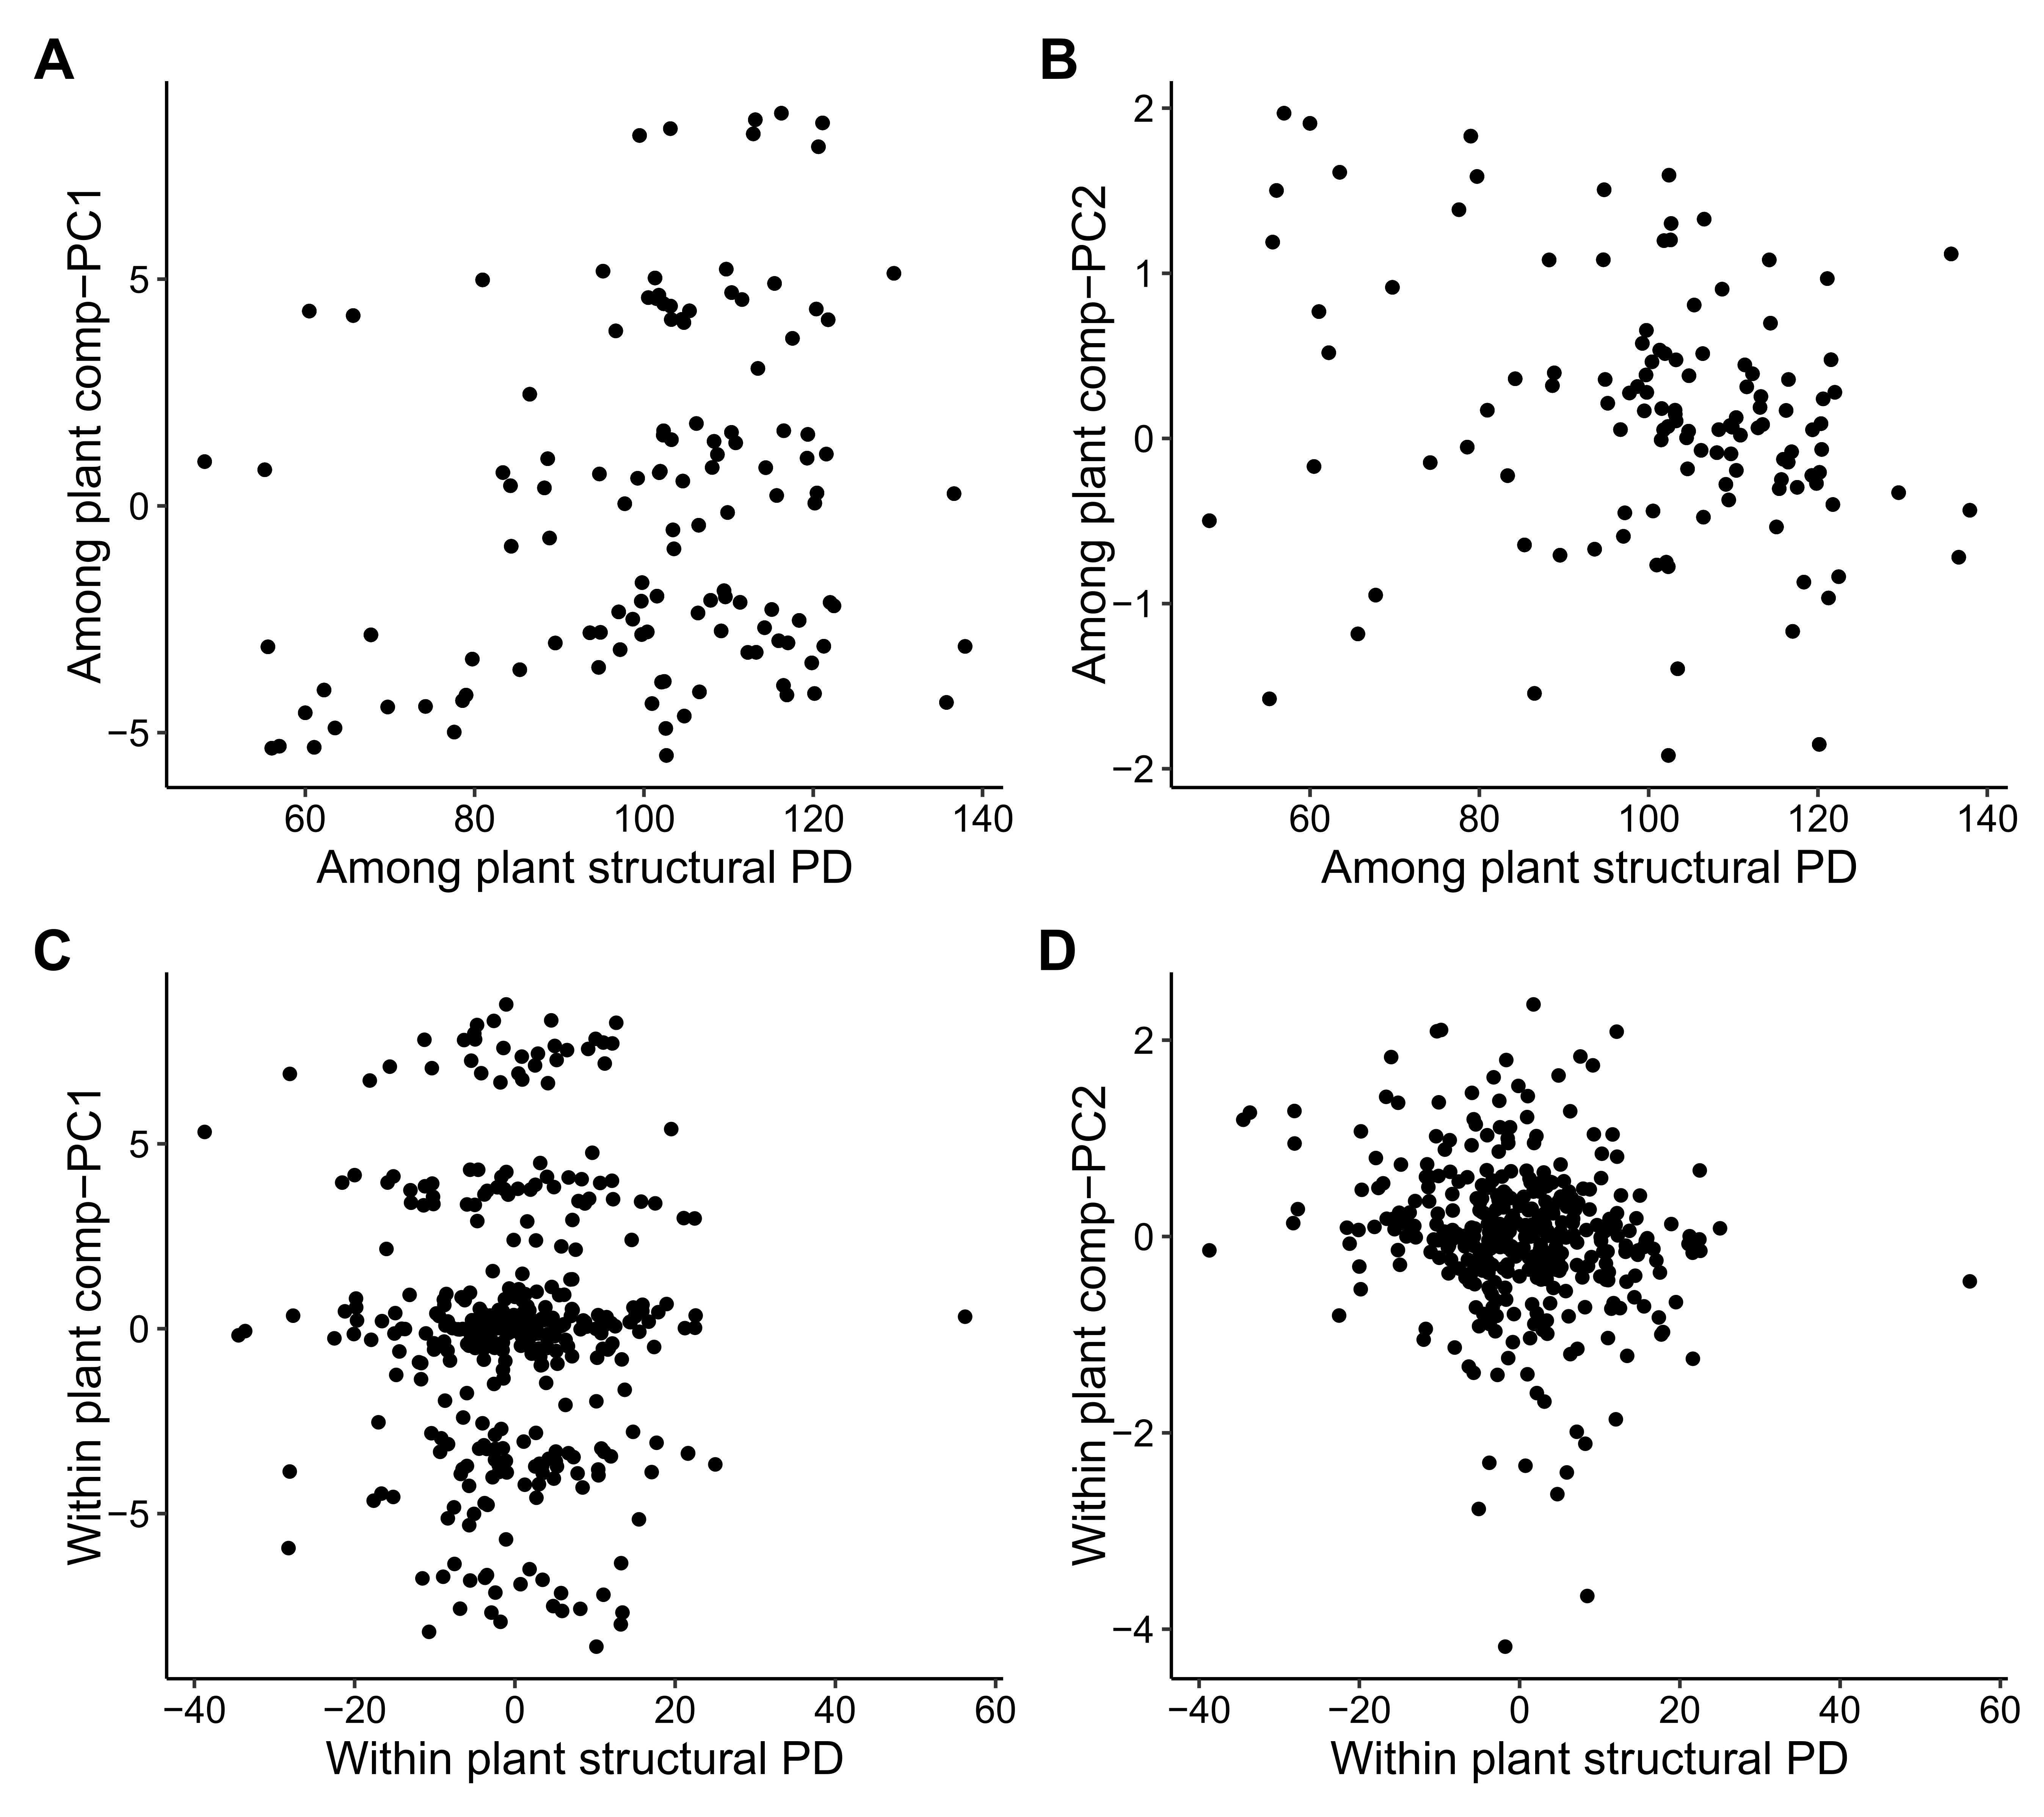 A
Among plant comp−PC1
5
0
−5
60 80 100 120 140
Among plant structural PD
B
Among plant comp−PC2
2
1
0
−1
−2
60 80 100 120 140
Among plant structural PD
C
Within plant comp−PC1
5
0
−5
−40 −20 0 20 40 60
Within plant structural PD
D
Within plant comp−PC2
2
0
−2
−4
−40 −20 0 20 40 60
Within plant structural PD